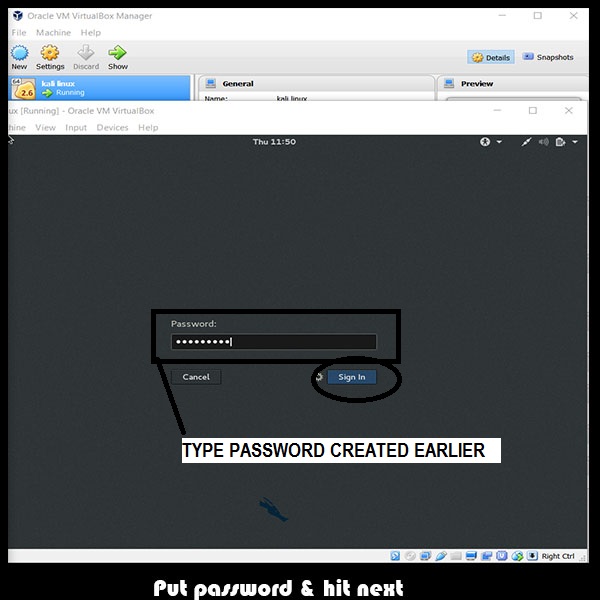 Oracle VM VirtualBox Manager
File Machine Help
New Settings Discard Show
Details Snapshots
64
2.6
kali linux
Running
General
Preview
Name: kali linux
ux [Running] - Oracle VM VirtualBox
hine View Input Devices Help
Thu 11:50
Password:
Cancel
Sign In
TYPE PASSWORD CREATED EARLIER
Right Ctrl
Put password & hit next